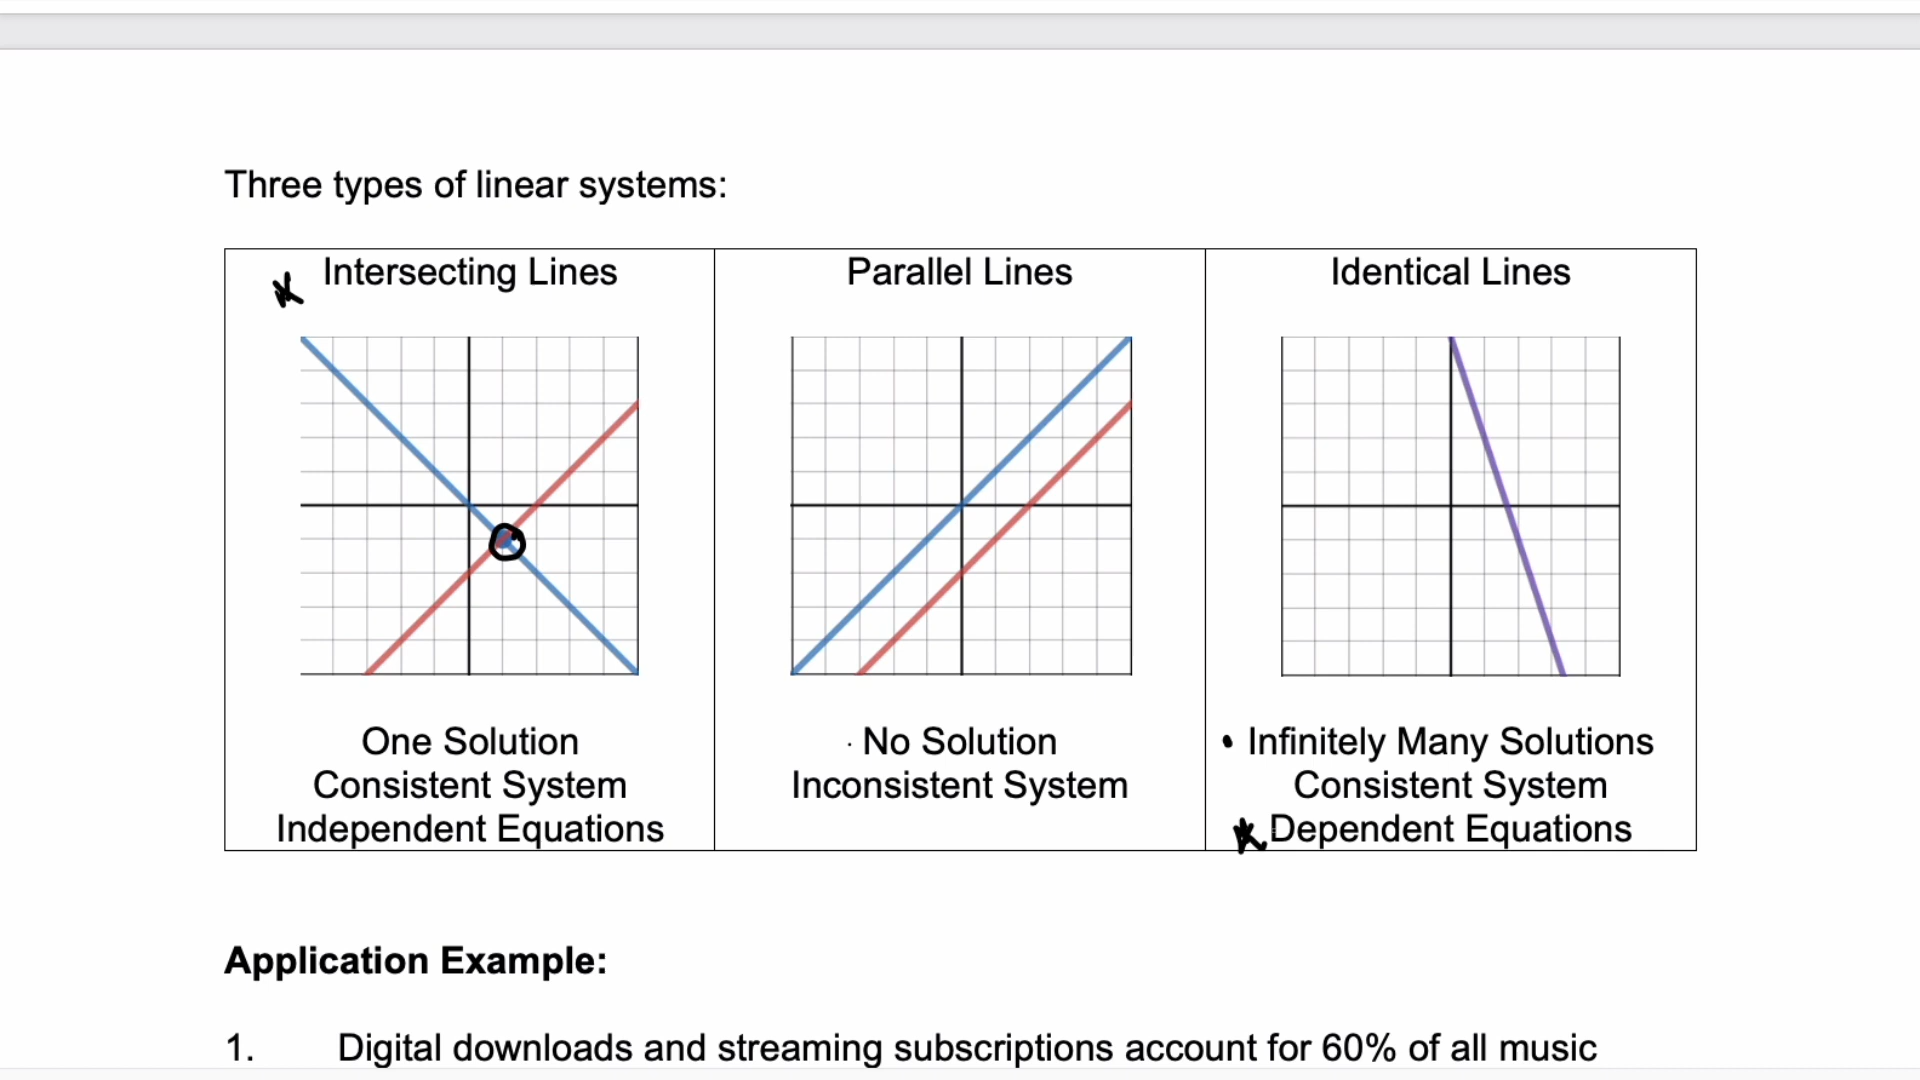 Three types of linear systems:
Intersecting Lines
Parallel Lines
Identical Lines
One Solution
Consistent System
Independent Equations
No Solution
Inconsistent System
• Infinitely Many Solutions
Consistent System
Dependent Equations
Application Example:
1. Digital downloads and streaming subscriptions account for 60% of all music